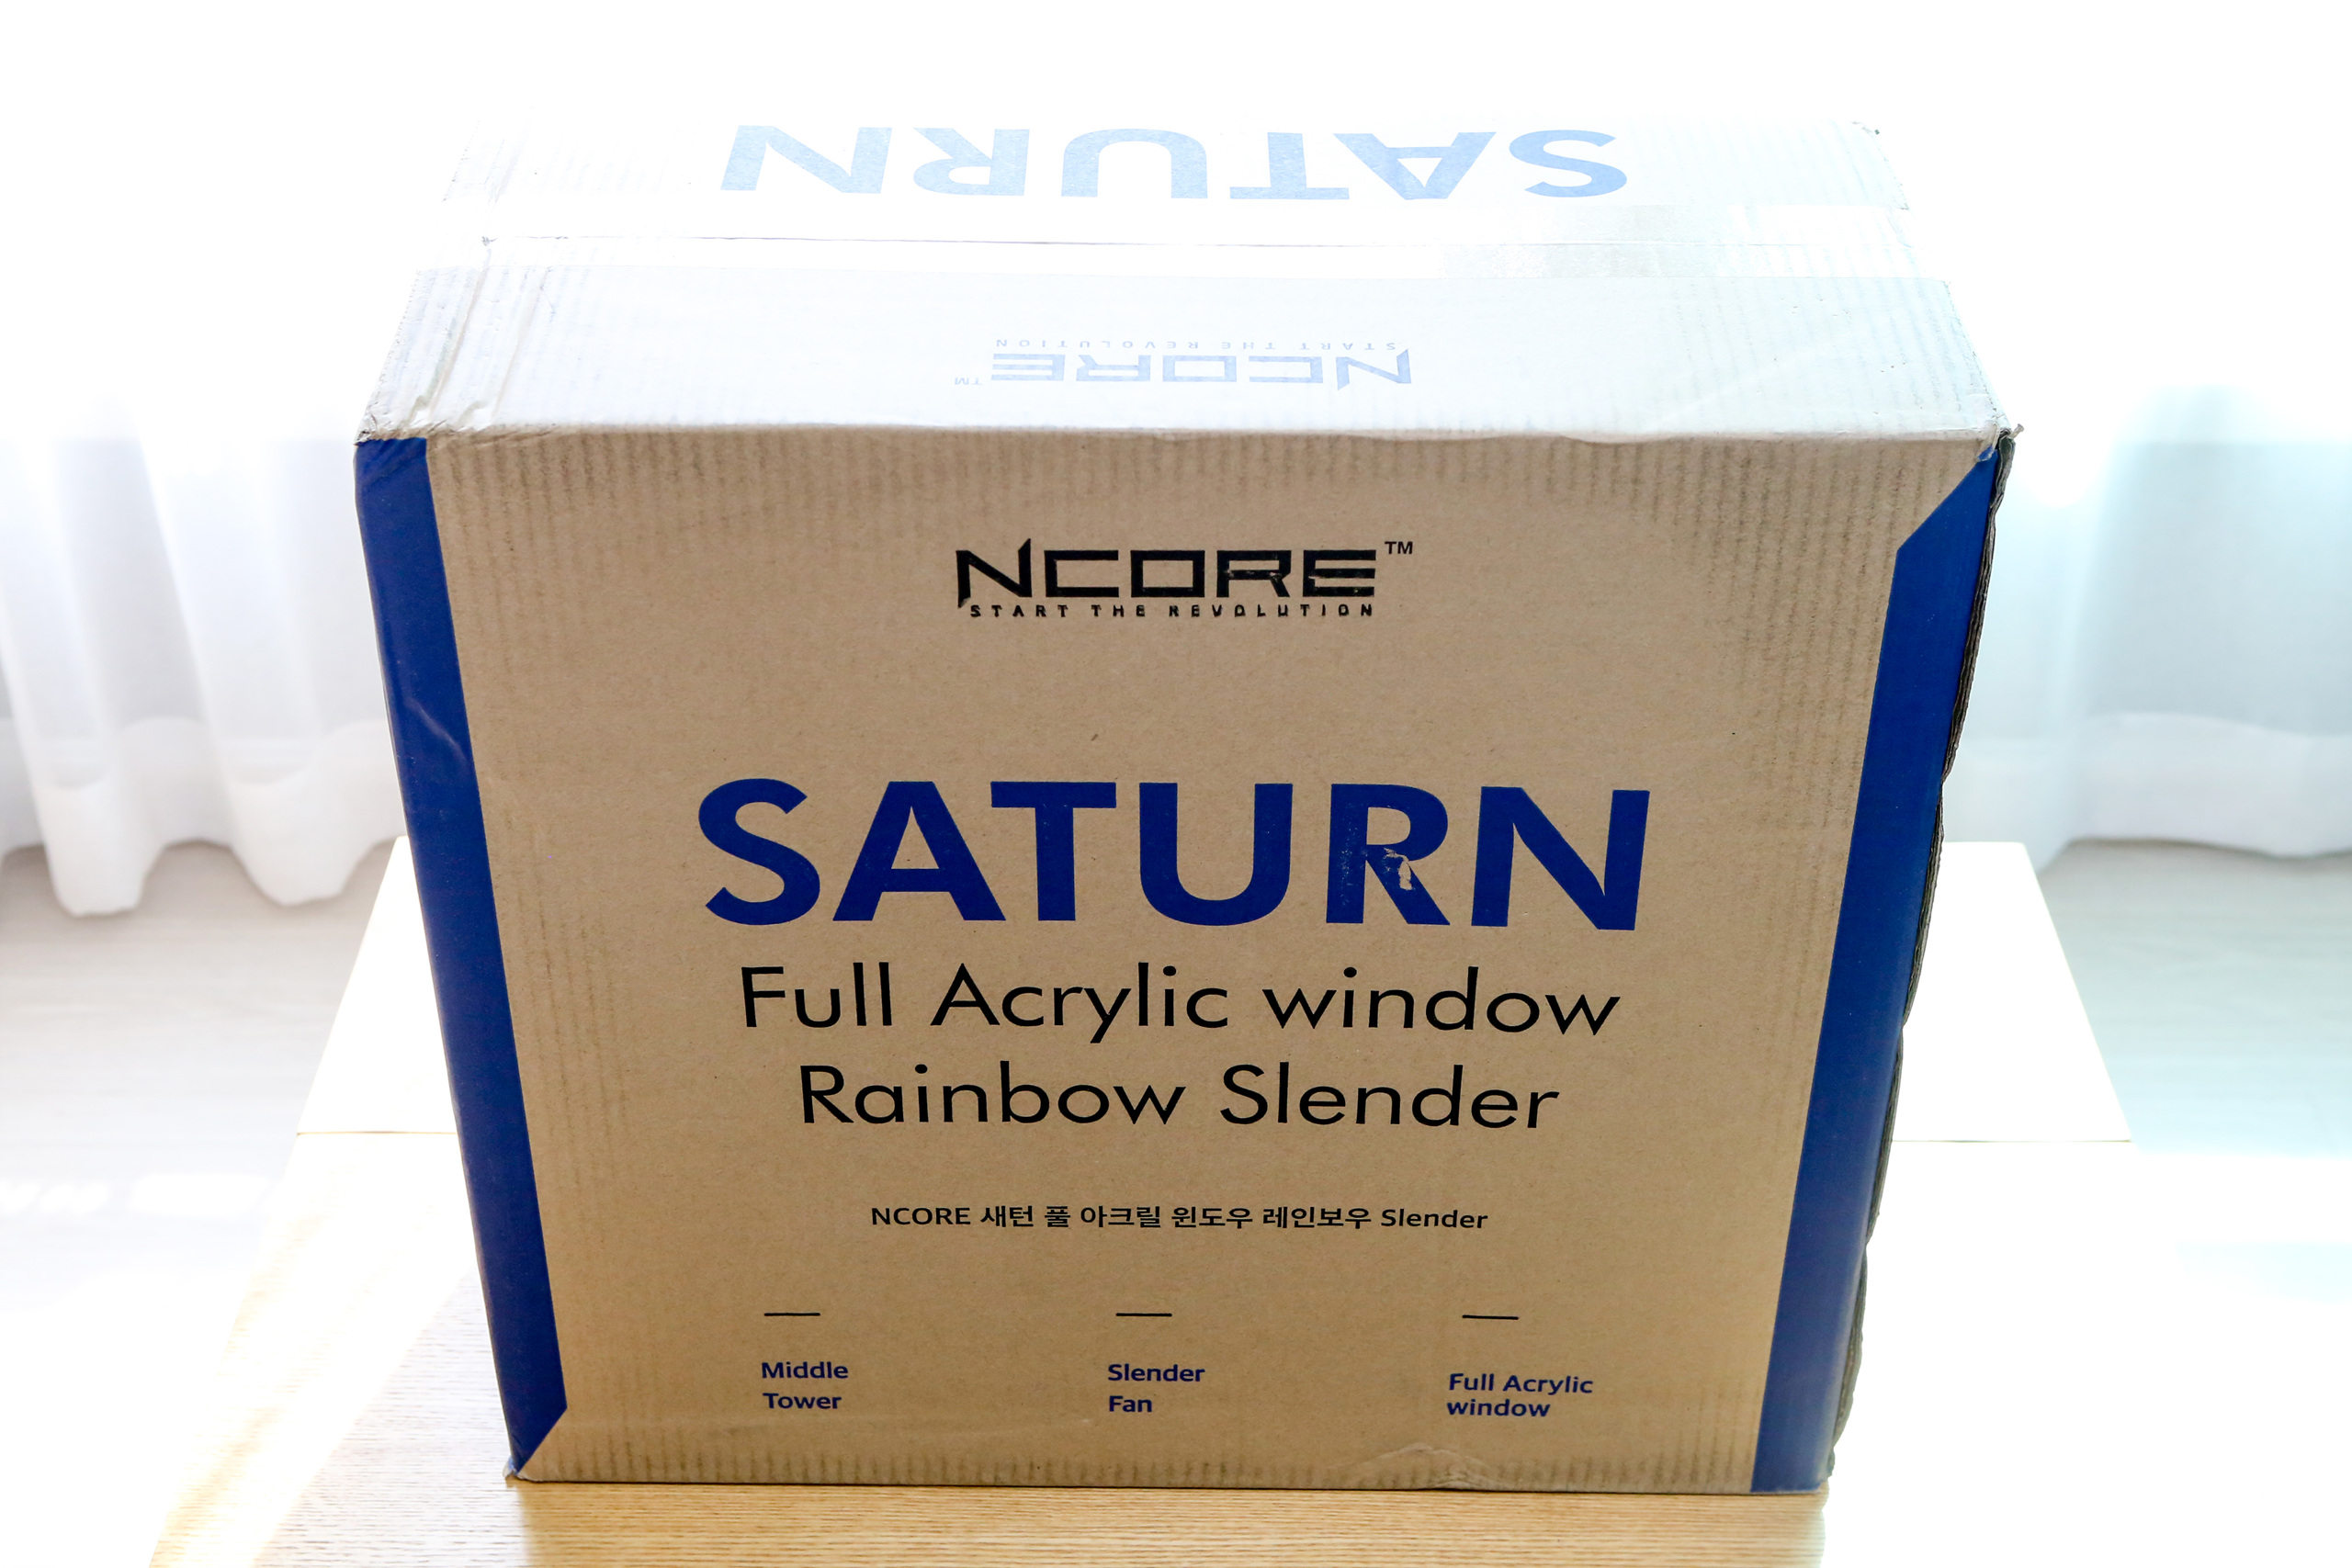 SATURN
NCORE™
START THE REVOLUTION
NCORE™
START THE REVOLUTION
SATURN
Full Acrylic window
Rainbow Slender
NCORE 새턴 풀 아크릴 윈도우 레인보우 Slender
Middle
Tower
Slender
Fan
Full Acrylic
window